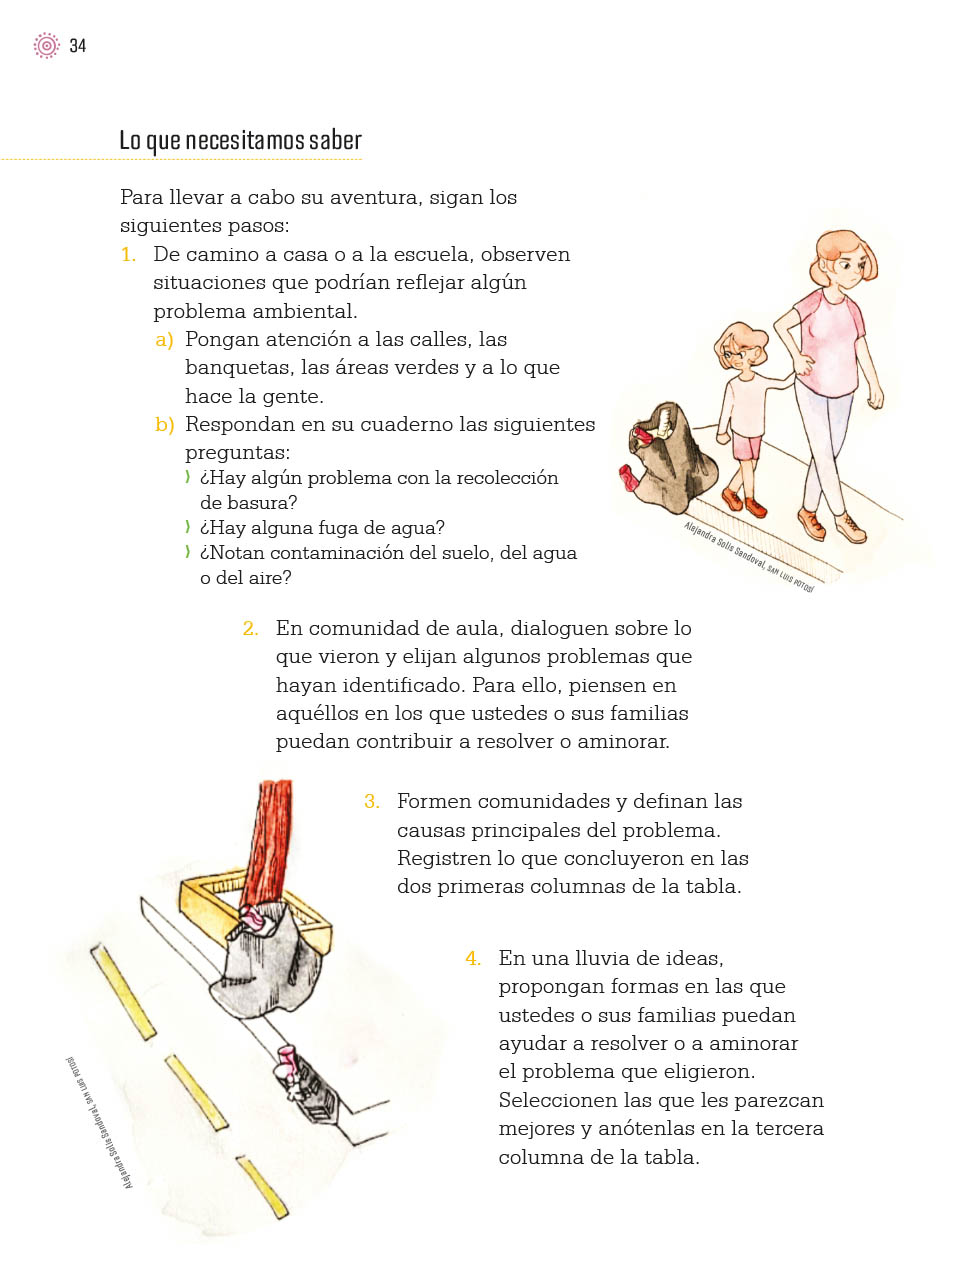 34
Lo que necesitamos saber
Para llevar a cabo su aventura, sigan los
siguientes pasos:
1. De camino a casa o a la escuela, observen
situaciones que podrían reflejar algún
problema ambiental.
a) Pongan atención a las calles, las
banquetas, las áreas verdes y a lo que
hace la gente.
b) Respondan en su cuaderno las siguientes
preguntas:
⟩ ¿Hay algún problema con la recolección
de basura?
⟩ ¿Hay alguna fuga de agua?
⟩ ¿Notan contaminación del suelo, del agua
o del aire?
Alejandra Solís Sandoval, SAN LUIS POTOSÍ
2. En comunidad de aula, dialoguen sobre lo
que vieron y elijan algunos problemas que
hayan identificado. Para ello, piensen en
aquéllos en los que ustedes o sus familias
puedan contribuir a resolver o aminorar.
3. Formen comunidades y definan las
causas principales del problema.
Registren lo que concluyeron en las
dos primeras columnas de la tabla.
4. En una lluvia de ideas,
propongan formas en las que
ustedes o sus familias puedan
ayudar a resolver o a aminorar
el problema que eligieron.
Seleccionen las que les parezcan
mejores y anótenlas en la tercera
columna de la tabla.
Alejandra Solís Sandoval, SAN LUIS POTOSÍ